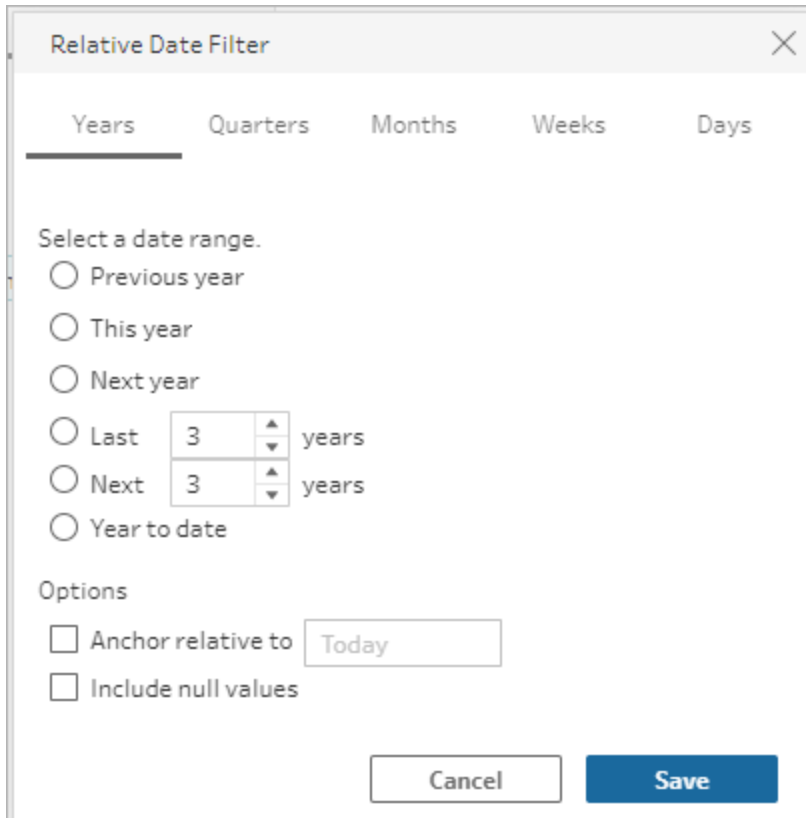 Relative Date Filter
Years Quarters Months Weeks Days
Select a date range.
Previous year
This year
Next year
Last 3 years
Next 3 years
Year to date
Options
Anchor relative to Today
Include null values
Cancel Save